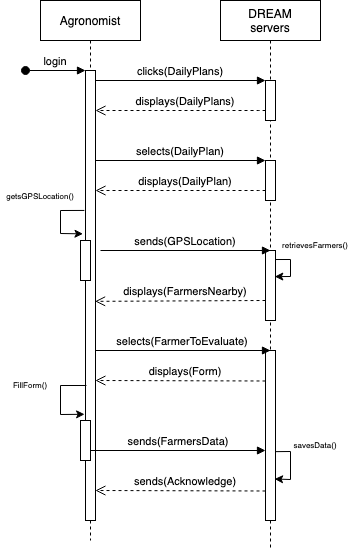 Agronomist
DREAM
servers
login
clicks(DailyPlans)
displays(DailyPlans)
selects(DailyPlan)
displays(DailyPlan)
getsGPSLocation()
sends(GPSLocation)
retrievesFarmers()
displays(FarmersNearby)
selects(FarmerToEvaluate)
displays(Form)
FillForm()
sends(FarmersData)
savesData()
sends(Acknowledge)